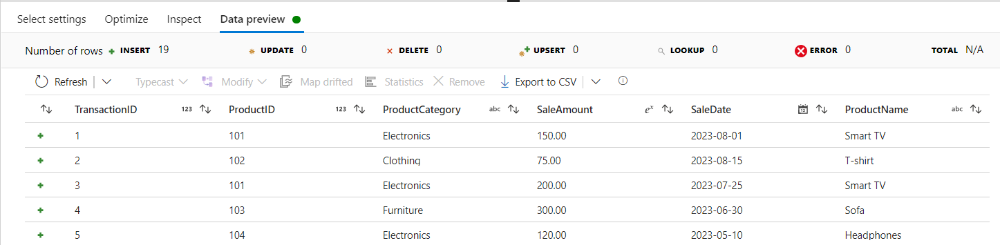 Select settings Optimize Inspect Data preview
Number of rows INSERT 19 UPDATE 0 DELETE 0 UPSERT 0 LOOKUP 0 ERROR 0 TOTAL N/A
Refresh Typecast Modify Map drifted Statistics Remove Export to CSV
TransactionID 123 ProductID 123 ProductCategory abc SaleAmount eˣ SaleDate 12 ProductName abc
1 101 Electronics 150.00 2023-08-01 Smart TV
2 102 Clothing 75.00 2023-08-15 T-shirt
3 101 Electronics 200.00 2023-07-25 Smart TV
4 103 Furniture 300.00 2023-06-30 Sofa
5 104 Electronics 120.00 2023-05-10 Headphones